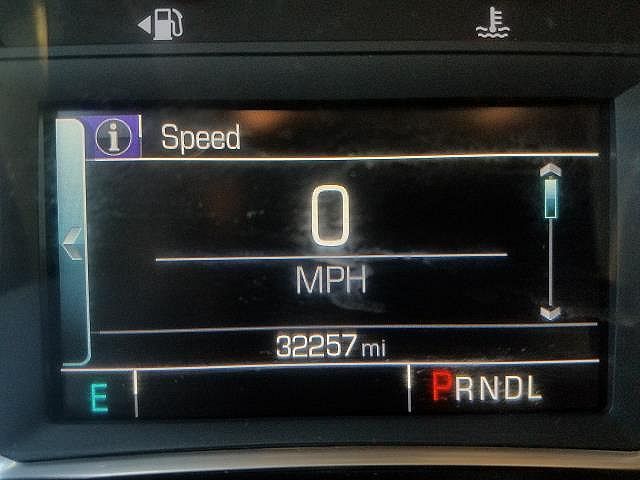 Speed
0
MPH
32257 mi
E
PRNDL